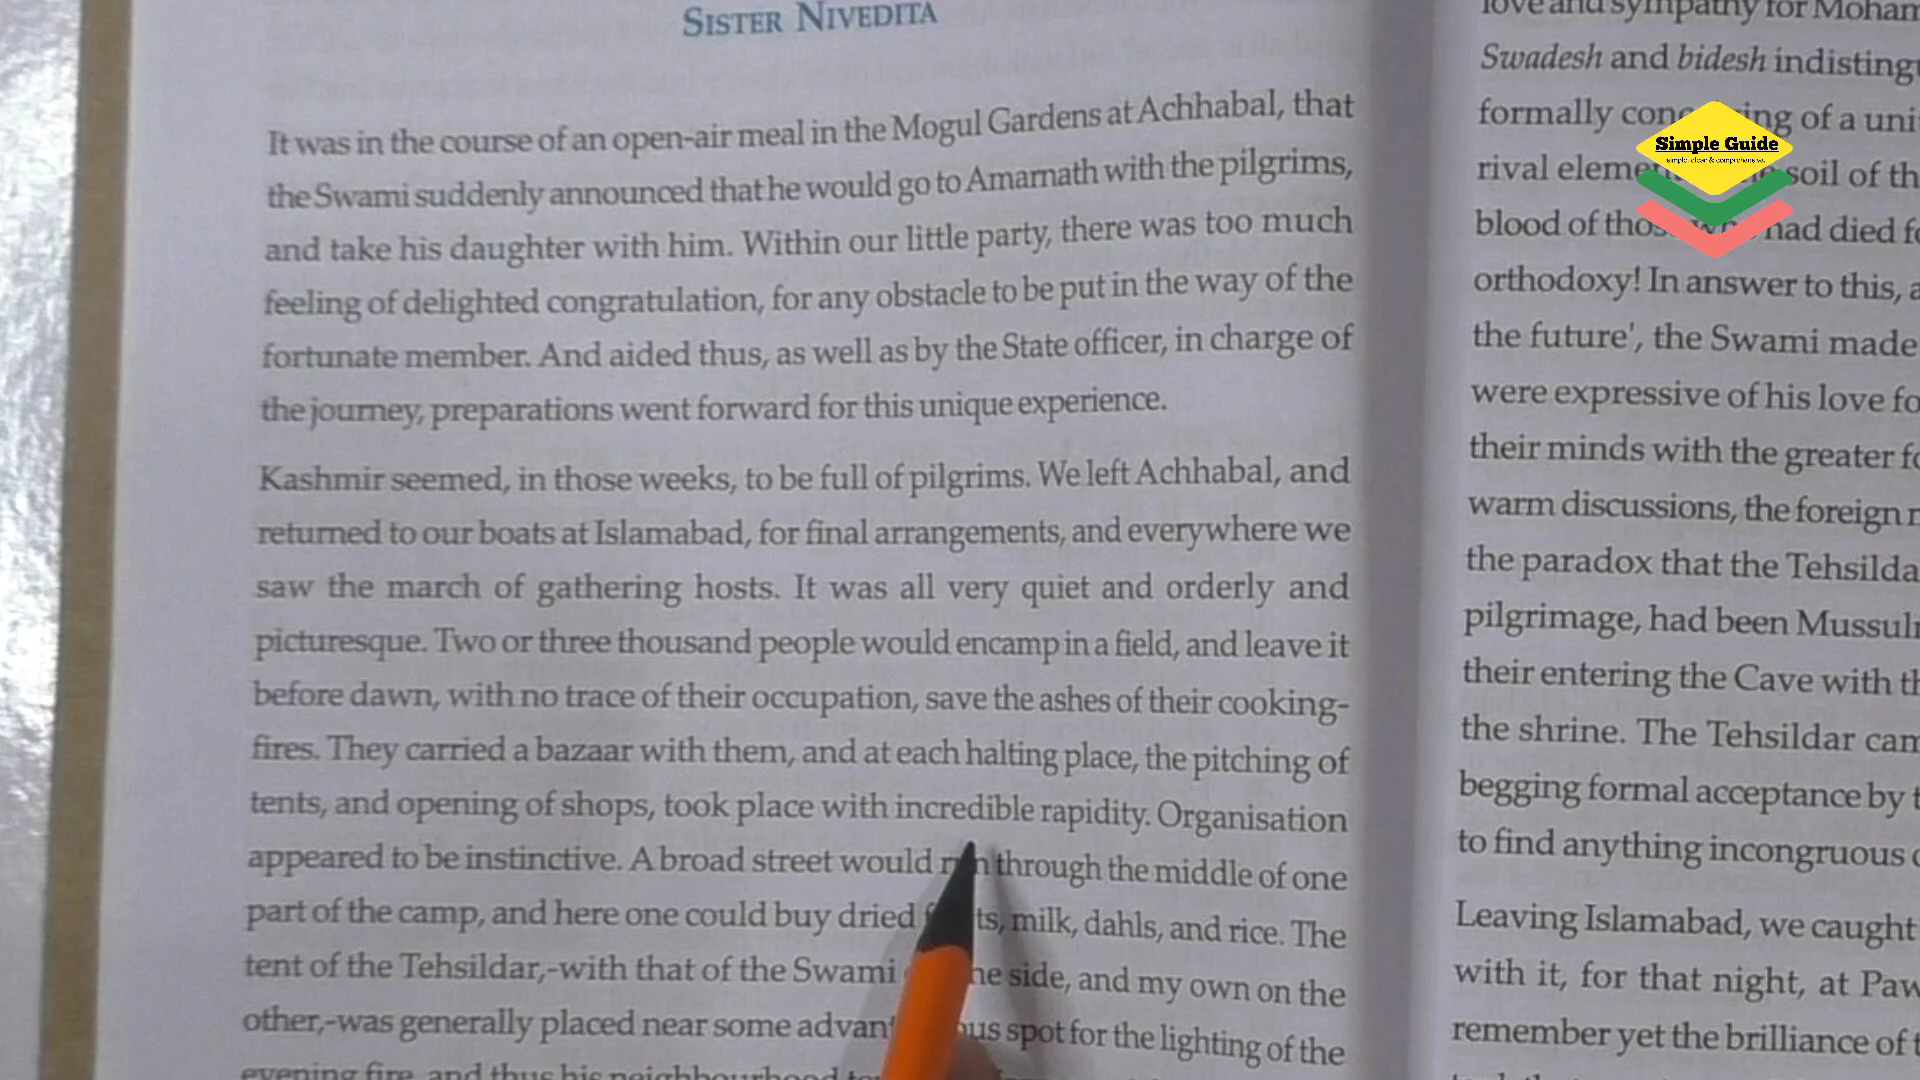 SISTER NIVEDITA
It was in the course of an open-air meal in the Mogul Gardens at Achhabal, that
the Swami suddenly announced that he would go to Amarnath with the pilgrims,
and take his daughter with him. Within our little party, there was too much
feeling of delighted congratulation, for any obstacle to be put in the way of the
fortunate member. And aided thus, as well as by the State officer, in charge of
the journey, preparations went forward for this unique experience.
Kashmir seemed, in those weeks, to be full of pilgrims. We left Achhabal, and
returned to our boats at Islamabad, for final arrangements, and everywhere we
saw the march of gathering hosts. It was all very quiet and orderly and
picturesque. Two or three thousand people would encamp in a field, and leave it
before dawn, with no trace of their occupation, save the ashes of their cooking-
fires. They carried a bazaar with them, and at each halting place, the pitching of
tents, and opening of shops, took place with incredible rapidity. Organisation
appeared to be instinctive. A broad street would through the middle of one
part of the camp, and here one could buy dried milk, dahls, and rice. The
tent of the Tehsildar,-with that of the Swami side, and my own on the
other,-was generally placed near some spot for the lighting of the
evening fire, and thus his neighbourhood
love and sympathy for
Swadesh and bidesh
formally of a
rival soil of
blood of had died
orthodoxy! In answer to this,
the future', the Swami made
were expressive of his love
their minds with the greater
warm discussions, the foreign
the paradox that the
pilgrimage, had been
their entering the Cave with
the shrine. The Tehsildar
begging formal acceptance by
to find anything incongruous
Leaving Islamabad, we caught
with it, for that night, at
remember yet the brilliance of
Simple Guide
simple, clear & comprehensive.